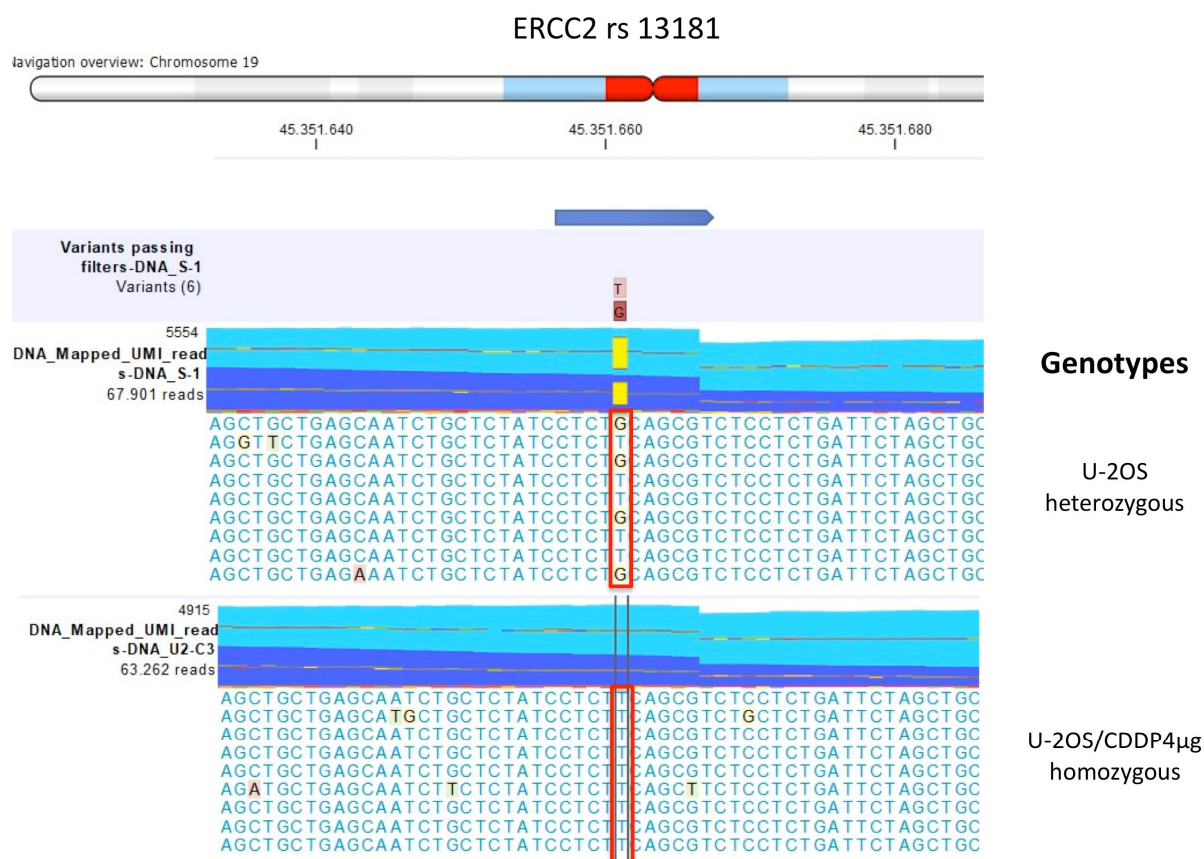 ERCC2 rs 13181
Navigation overview: Chromosome 19
45.351.640 45.351.660 45.351.680
Variants passing
filters-DNA_S-1
Variants (6)
T
G
5554
DNA_Mapped_UMI_read
s-DNA_S-1
67.901 reads
AGCTGCTGAGCAATCTGCTCTATCCTCTGCAGCGTCTCCTCTGATTCTAGCTGC
AGGTTCTGAGCAATCTGCTCTATCCTCTTCAGCGTCTCCTCTGATTCTAGCTGC
AGCTGCTGAGCAATCTGCTCTATCCTCTGCAGCGTCTCCTCTGATTCTAGCTGC
AGCTGCTGAGCAATCTGCTCTATCCTCTTCAGCGTCTCCTCTGATTCTAGCTGC
AGCTGCTGAGCAATCTGCTCTATCCTCTTCAGCGTCTCCTCTGATTCTAGCTGC
AGCTGCTGAGCAATCTGCTCTATCCTCTGCAGCGTCTCCTCTGATTCTAGCTGC
AGCTGCTGAGCAATCTGCTCTATCCTCTTCAGCGTCTCCTCTGATTCTAGCTGC
AGCTGCTGAGCAATCTGCTCTATCCTCTTCAGCGTCTCCTCTGATTCTAGCTGC
AGCTGCTGAGAAATCTGCTCTATCCTCTGCAGCGTCTCCTCTGATTCTAGCTGC
Genotypes
U-2OS
heterozygous
4915
DNA_Mapped_UMI_read
s-DNA_U2-C3
63.262 reads
AGCTGCTGAGCAATCTGCTCTATCCTCTTCAGCGTCTCCTCTGATTCTAGCTGC
AGCTGCTGAGCATGCTGCTCTATCCTCTTCAGCGTCTGCTCTGATTCTAGCTGC
AGCTGCTGAGCAATCTGCTCTATCCTCTTCAGCGTCTCCTCTGATTCTAGCTGC
AGCTGCTGAGCAATCTGCTCTATCCTCTTCAGCGTCTCCTCTGATTCTAGCTGC
AGCTGCTGAGCAATCTGCTCTATCCTCTTCAGCGTCTCCTCTGATTCTAGCTGC
AGATGCTGAGCAATCTTCTCTATCCTCTTCAGCTTCTCCTCTGATTCTAGCTGC
AGCTGCTGAGCAATCTGCTCTATCCTCTTCAGCGTCTCCTCTGATTCTAGCTGC
AGCTGCTGAGCAATCTGCTCTATCCTCTTCAGCGTCTCCTCTGATTCTAGCTGC
AGCTGCTGAGCAATCTGCTCTATCCTCTTCAGCGTCTCCTCTGATTCTAGCTGC
U-2OS/CDDP4µg
homozygous